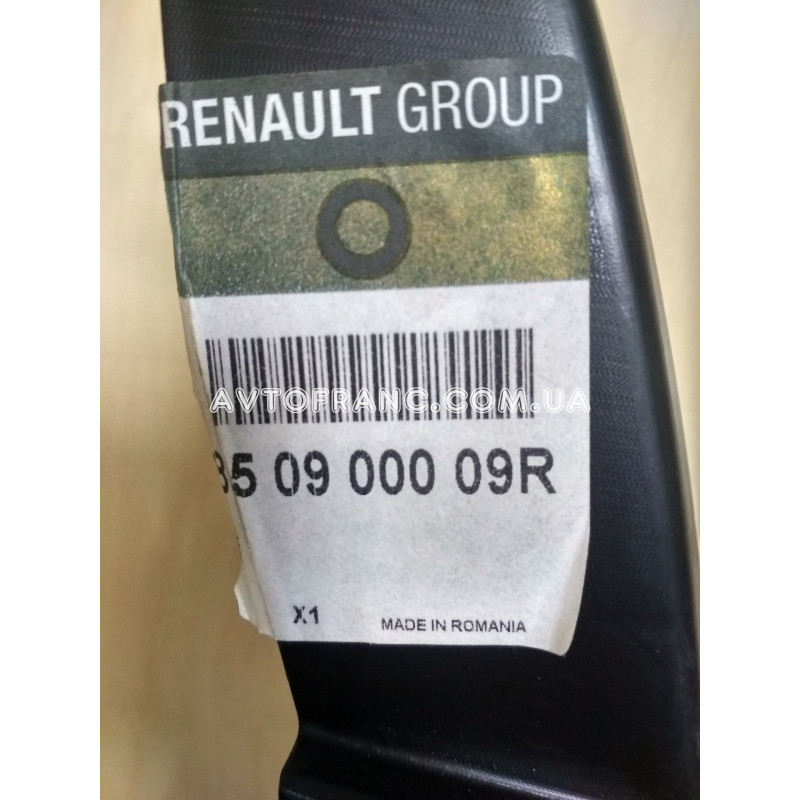 RENAULT GROUP
AVTOFRANC.COM.UA
85 09 000 09R
X1
MADE IN ROMANIA